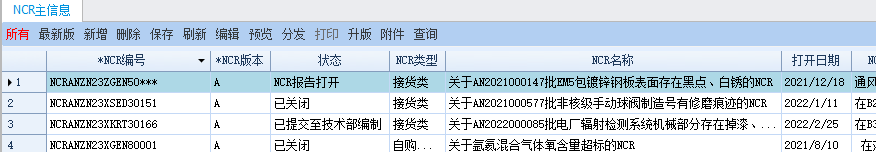 NCR主信息
所有 最新版 新增 删除 保存 刷新 编辑 预览 分发 打印 升版 附件 查询
*NCR编号 *NCR版本 状态 NCR类型 NCR名称 打开日期
1 NCRANZN23ZGEN50*** A NCR报告打开 接货类 关于AN2021000147批EM5包镀锌钢板表面存在黑点、白锈的NCR 2021/12/18 通风
2 NCRANZN23XSED30151 A 已关闭 接货类 关于AN2021000577批非核级手动球阀制造号有修磨痕迹的NCR 2022/1/11 在B2
3 NCRANZN23XKRT30166 A 已提交至技术部编制 接货类 关于AN2022000085批电厂辐射检测系统机械部分存在掉漆、... 2022/2/25 在B3
4 NCRANZN23XGEN80001 A 已关闭 自购... 关于氩氦混合气体氧含量超标的NCR 2021/8/10 在